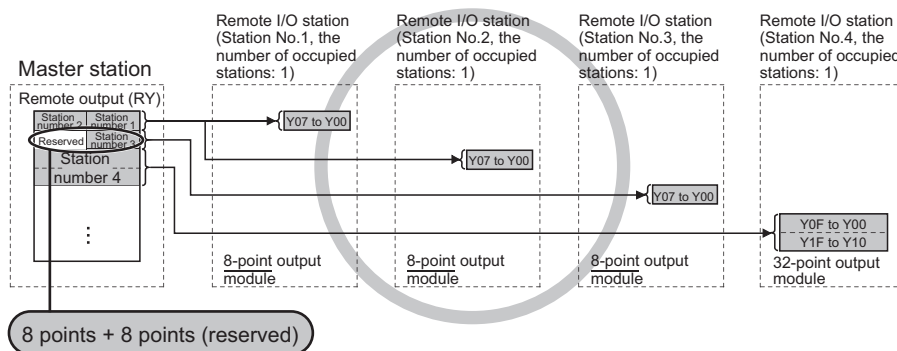 Remote I/O station
(Station No.1, the
number of occupied
stations: 1)
Remote I/O station
(Station No.2, the
number of occupied
stations: 1)
Remote I/O station
(Station No.3, the
number of occupied
stations: 1)
Remote I/O station
(Station No.4, the
number of occupied
stations: 1)
Master station
Remote output (RY)
Station
number 2
Station
number 1
Reserved
Station
number 3
Station
number 4
Y07 to Y00
Y07 to Y00
Y07 to Y00
Y0F to Y00
Y1F to Y10
8-point output
module
8-point output
module
8-point output
module
32-point output
module
8 points + 8 points (reserved)